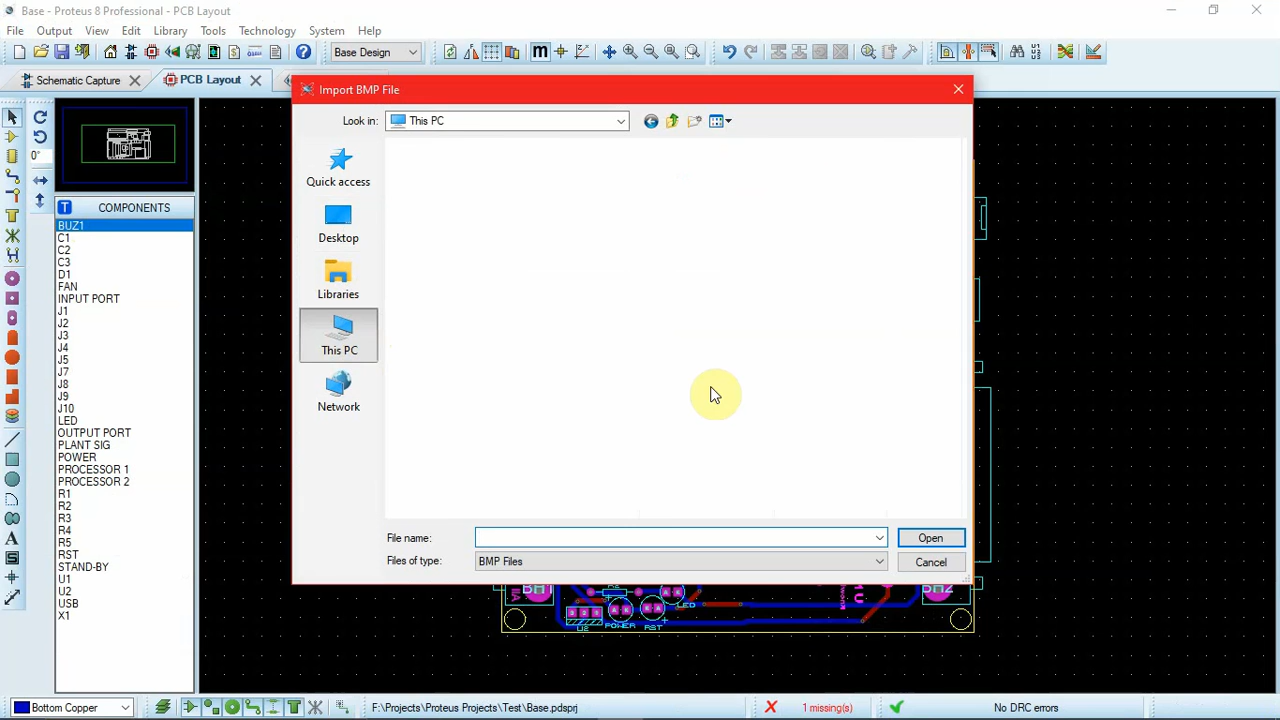 Base - Proteus 8 Professional - PCB Layout
File Output View Edit Library Tools Technology System Help
Base Design
Schematic Capture PCB Layout
Import BMP File
Look in: This PC
0°
Quick access
Desktop
Libraries
This PC
Network
COMPONENTS
BUZ1
C1
C2
C3
D1
FAN
INPUT PORT
J1
J2
J3
J4
J5
J7
J8
J9
J10
LED
OUTPUT PORT
PLANT SIG
POWER
PROCESSOR 1
PROCESSOR 2
R1
R2
R3
R4
R5
RST
STAND-BY
U1
U2
USB
X1
File name: Open
Files of type: BMP Files Cancel
LED
U2 POWER RST
Bottom Copper F:\Projects\Proteus Projects\Test\Base.pdsprj 1 missing(s) No DRC errors